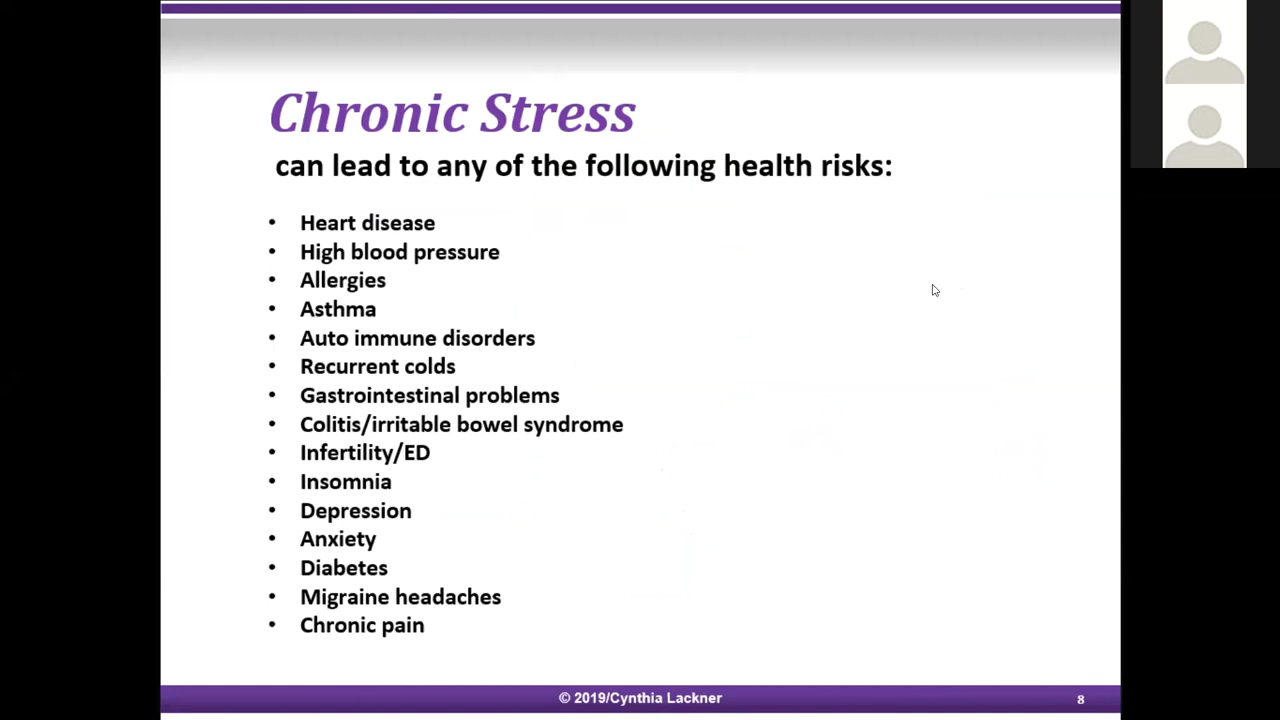 Chronic Stress
can lead to any of the following health risks:
• Heart disease
• High blood pressure
• Allergies
• Asthma
• Auto immune disorders
• Recurrent colds
• Gastrointestinal problems
• Colitis/irritable bowel syndrome
• Infertility/ED
• Insomnia
• Depression
• Anxiety
• Diabetes
• Migraine headaches
• Chronic pain
© 2019/Cynthia Lackner
8